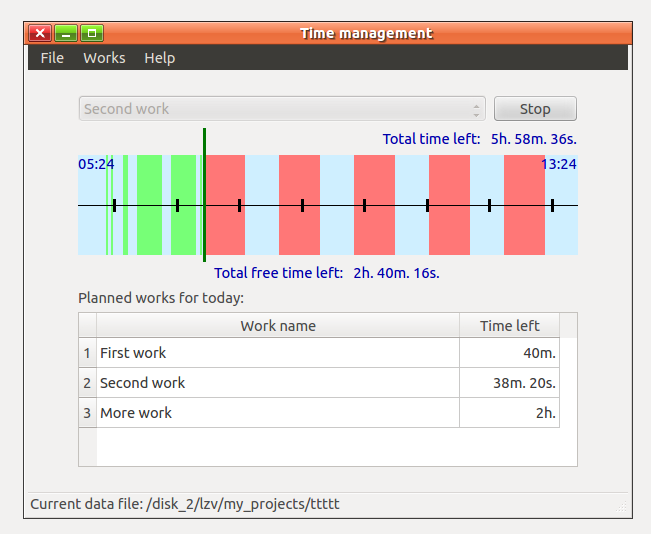 Time management
File Works Help
Second work Stop
Total time left: 5h. 58m. 36s.
05:24 13:24
Total free time left: 2h. 40m. 16s.
Planned works for today:
Work name Time left
1 First work 40m.
2 Second work 38m. 20s.
3 More work 2h.
Current data file: /disk_2/lzv/my_projects/ttttt